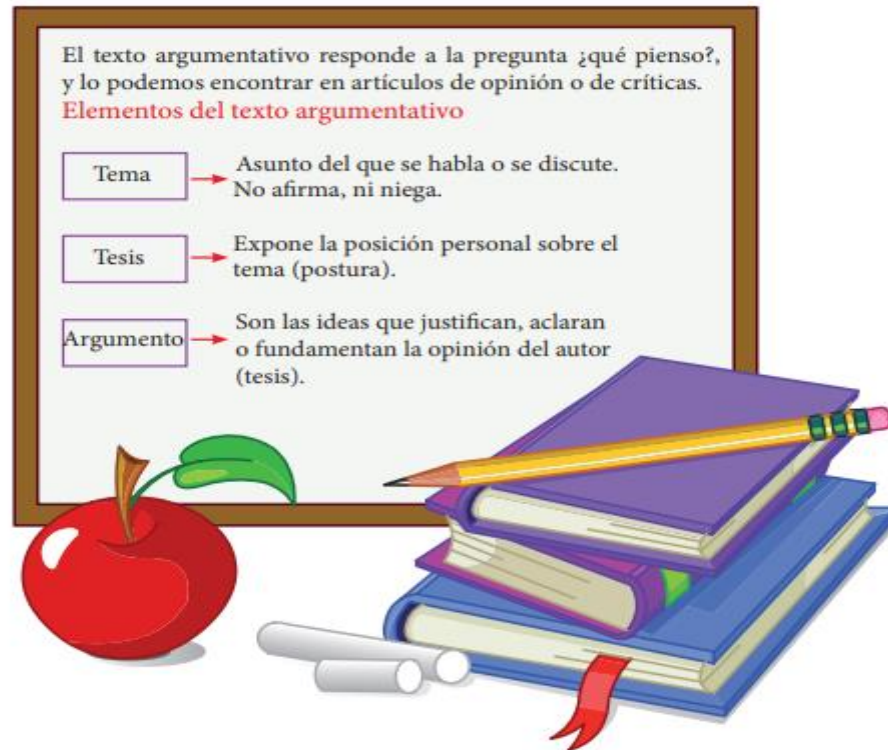 El texto argumentativo responde a la pregunta ¿qué pienso?,
y lo podemos encontrar en artículos de opinión o de críticas.
Elementos del texto argumentativo
Tema
Asunto del que se habla o se discute.
No afirma, ni niega.
Tesis
Expone la posición personal sobre el
tema (postura).
Argumento
Son las ideas que justifican, aclaran
o fundamentan la opinión del autor
(tesis).